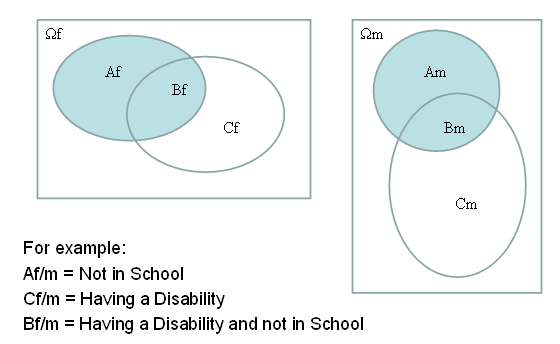 Ωf
Af
Bf
Cf
Ωm
Am
Bm
Cm
For example:
Af/m = Not in School
Cf/m = Having a Disability
Bf/m = Having a Disability and not in School